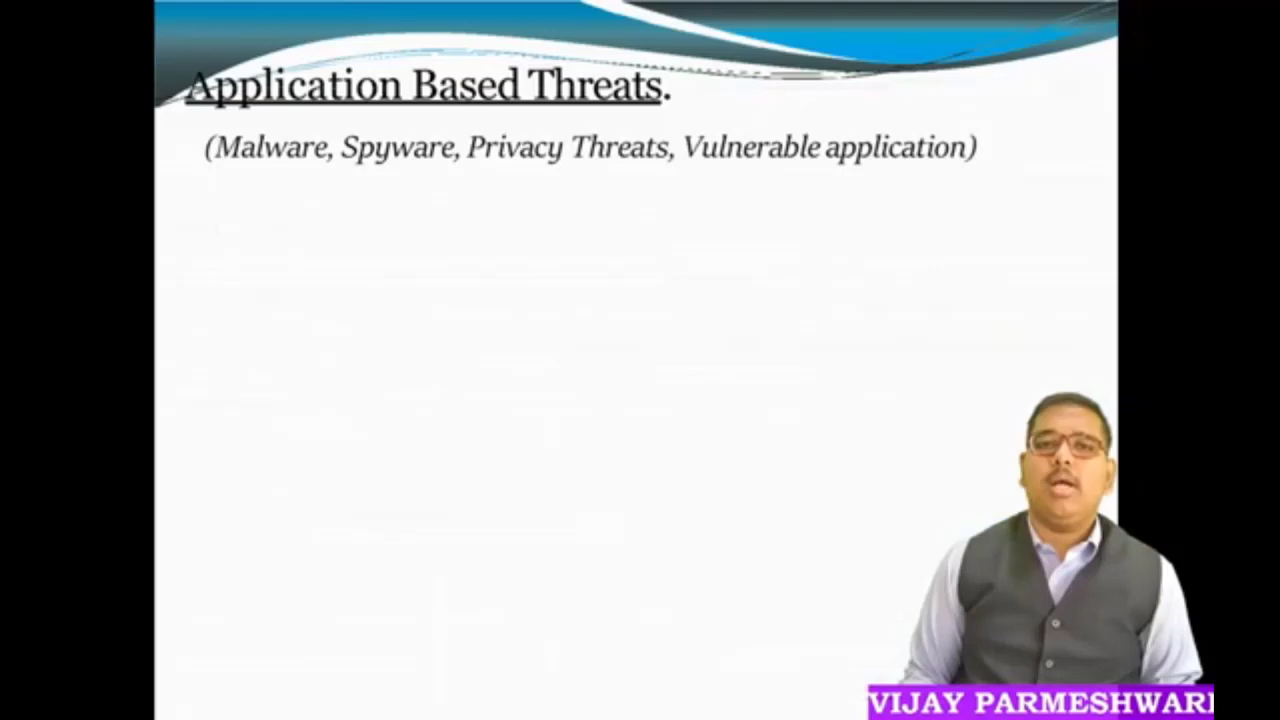 Application Based Threats.
(Malware, Spyware, Privacy Threats, Vulnerable application)
VIJAY PARMESHWARI